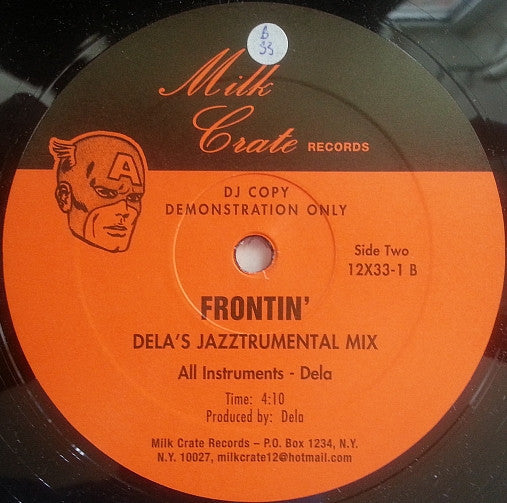 B
33
Milk
Crate RECORDS
A
DJ COPY
DEMONSTRATION ONLY
Side Two
12X33-1 B
FRONTIN'
DELA'S JAZZTRUMENTAL MIX
All Instruments - Dela
Time: 4:10
Produced by: Dela
Milk Crate Records – P.O. Box 1234, N.Y.
N.Y. 10027, milkcrate12@hotmail.com